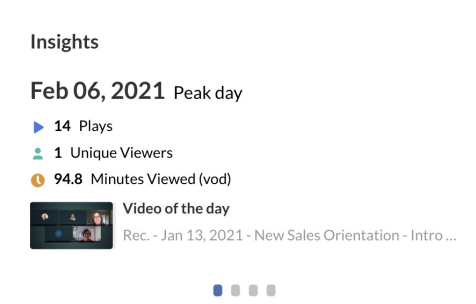 Insights
Feb 06, 2021 Peak day
14 Plays
1 Unique Viewers
94.8 Minutes Viewed (vod)
Video of the day
Rec. - Jan 13, 2021 - New Sales Orientation - Intro ...